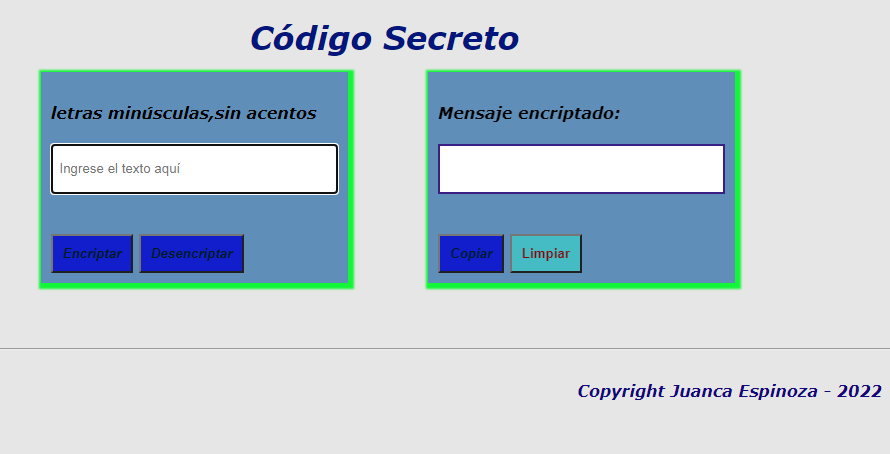 Código Secreto
letras minúsculas,sin acentos
Ingrese el texto aquí
Encriptar Desencriptar
Mensaje encriptado:
Copiar Limpiar
Copyright Juanca Espinoza - 2022